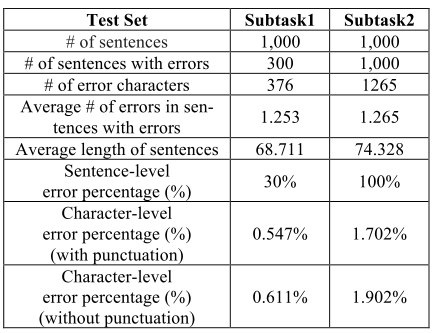 Test Set Subtask1 Subtask2
# of sentences 1,000 1,000
# of sentences with errors 300 1,000
# of error characters 376 1265
Average # of errors in sen-
tences with errors 1.253 1.265
Average length of sentences 68.711 74.328
Sentence-level
error percentage (%) 30% 100%
Character-level
error percentage (%) 0.547% 1.702%
(with punctuation)
Character-level
error percentage (%) 0.611% 1.902%
(without punctuation)